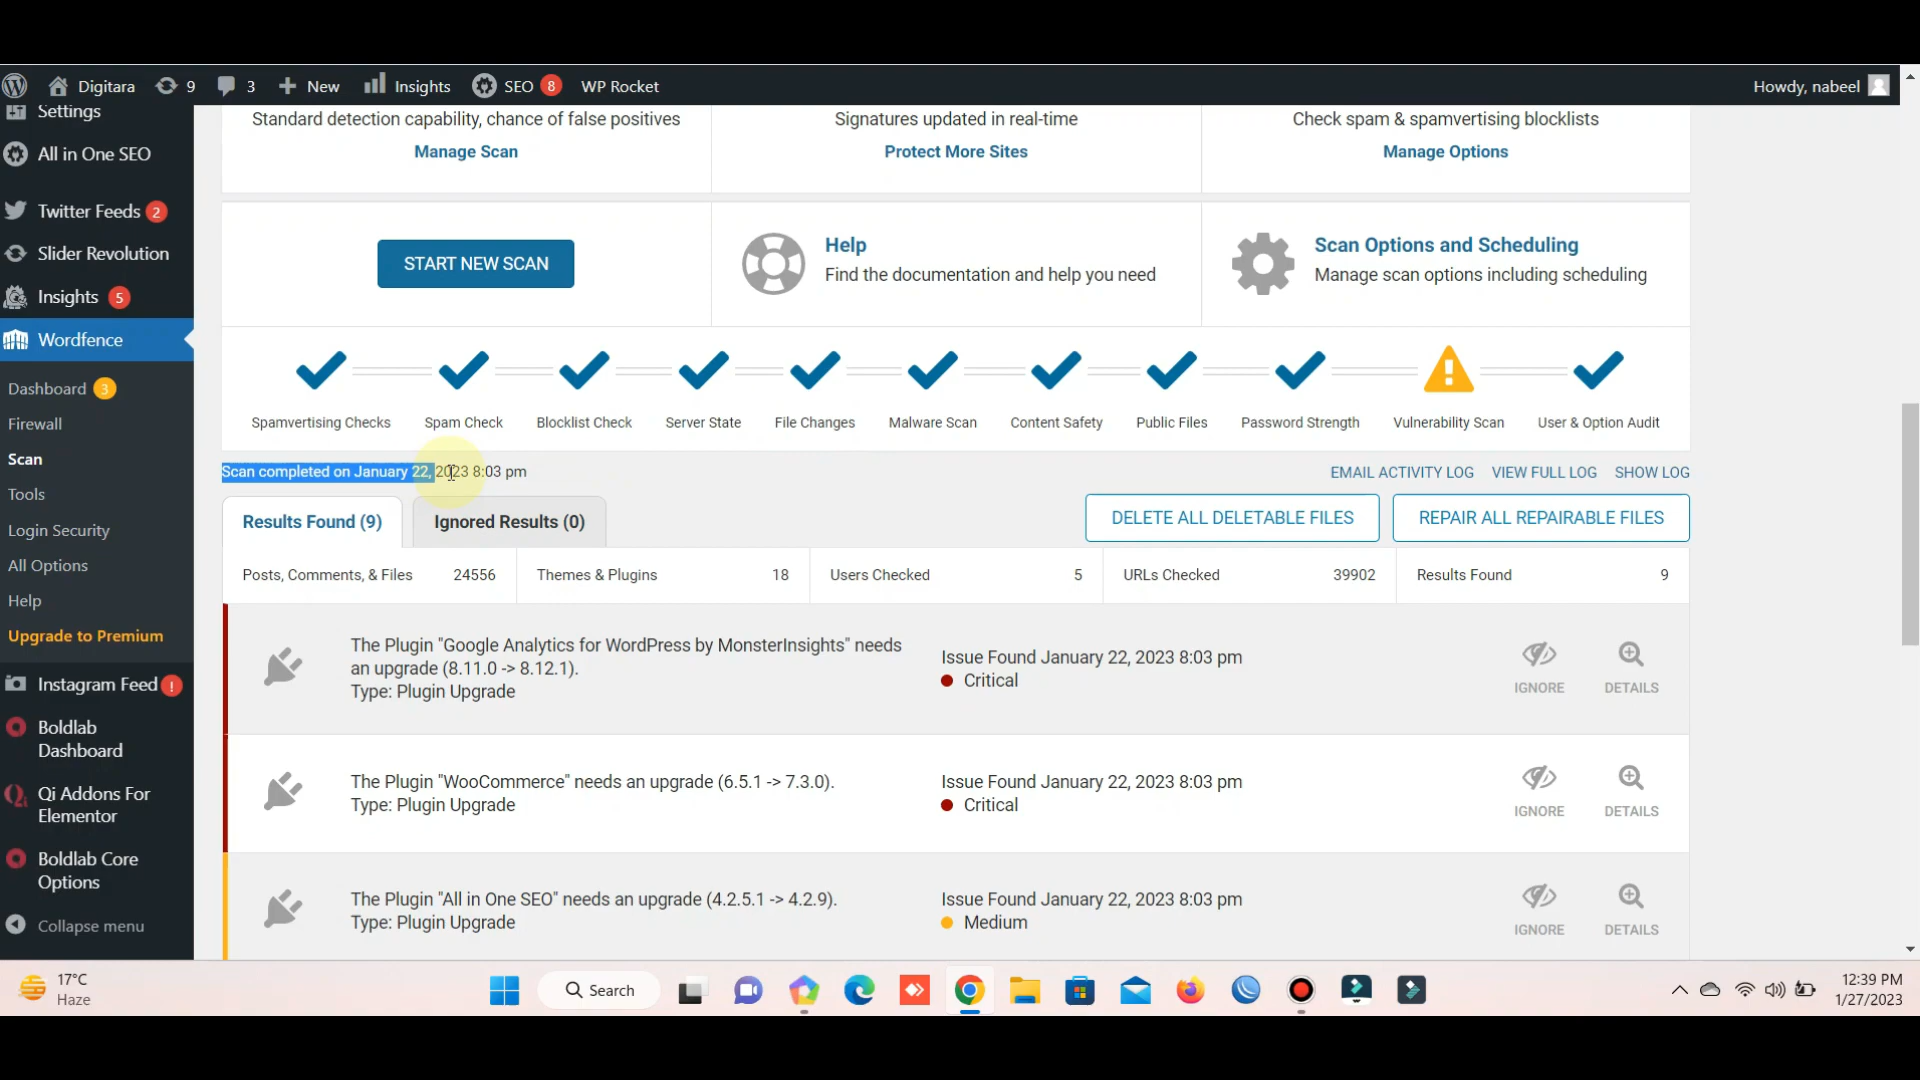 Digitara 9 3 New Insights SEO 8 WP Rocket Howdy, nabeel
Settings
All in One SEO
Twitter Feeds 2
Slider Revolution
Insights 5
Wordfence
Dashboard 3
Firewall
Scan
Tools
Login Security
All Options
Help
Upgrade to Premium
Instagram Feed !
Boldlab
Dashboard
Qi Addons For
Elementor
Boldlab Core
Options
Collapse menu
Standard detection capability, chance of false positives
Manage Scan
Signatures updated in real-time
Protect More Sites
Check spam & spamvertising blocklists
Manage Options
START NEW SCAN
Help
Find the documentation and help you need
Scan Options and Scheduling
Manage scan options including scheduling
Spamvertising Checks Spam Check Blocklist Check Server State File Changes Malware Scan Content Safety Public Files Password Strength Vulnerability Scan User & Option Audit
Scan completed on January 22, 2023 8:03 pm
EMAIL ACTIVITY LOG VIEW FULL LOG SHOW LOG
Results Found (9) Ignored Results (0)
DELETE ALL DELETABLE FILES REPAIR ALL REPAIRABLE FILES
Posts, Comments, & Files 24556 Themes & Plugins 18 Users Checked 5 URLs Checked 39902 Results Found 9
The Plugin "Google Analytics for WordPress by MonsterInsights" needs
an upgrade (8.11.0 -> 8.12.1).
Type: Plugin Upgrade
Issue Found January 22, 2023 8:03 pm
Critical
IGNORE DETAILS
The Plugin "WooCommerce" needs an upgrade (6.5.1 -> 7.3.0).
Type: Plugin Upgrade
Issue Found January 22, 2023 8:03 pm
Critical
IGNORE DETAILS
The Plugin "All in One SEO" needs an upgrade (4.2.5.1 -> 4.2.9).
Type: Plugin Upgrade
Issue Found January 22, 2023 8:03 pm
Medium
IGNORE DETAILS
17°C
Haze
Search
12:39 PM
1/27/2023